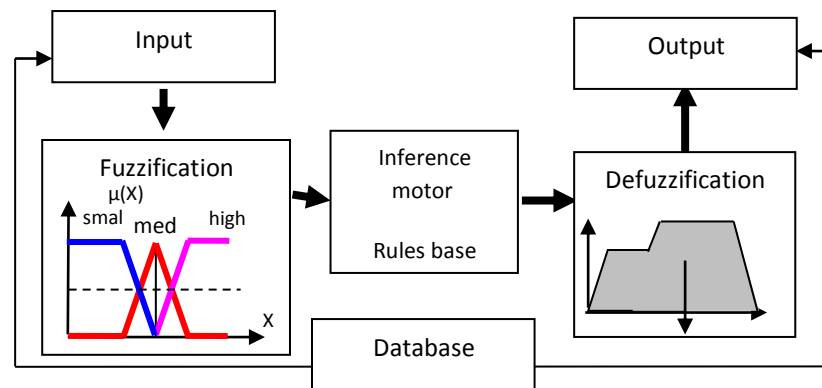 Input
Output
Fuzzification
μ(X)
smal
med
high
X
Inference
motor
Rules base
Defuzzification
Database